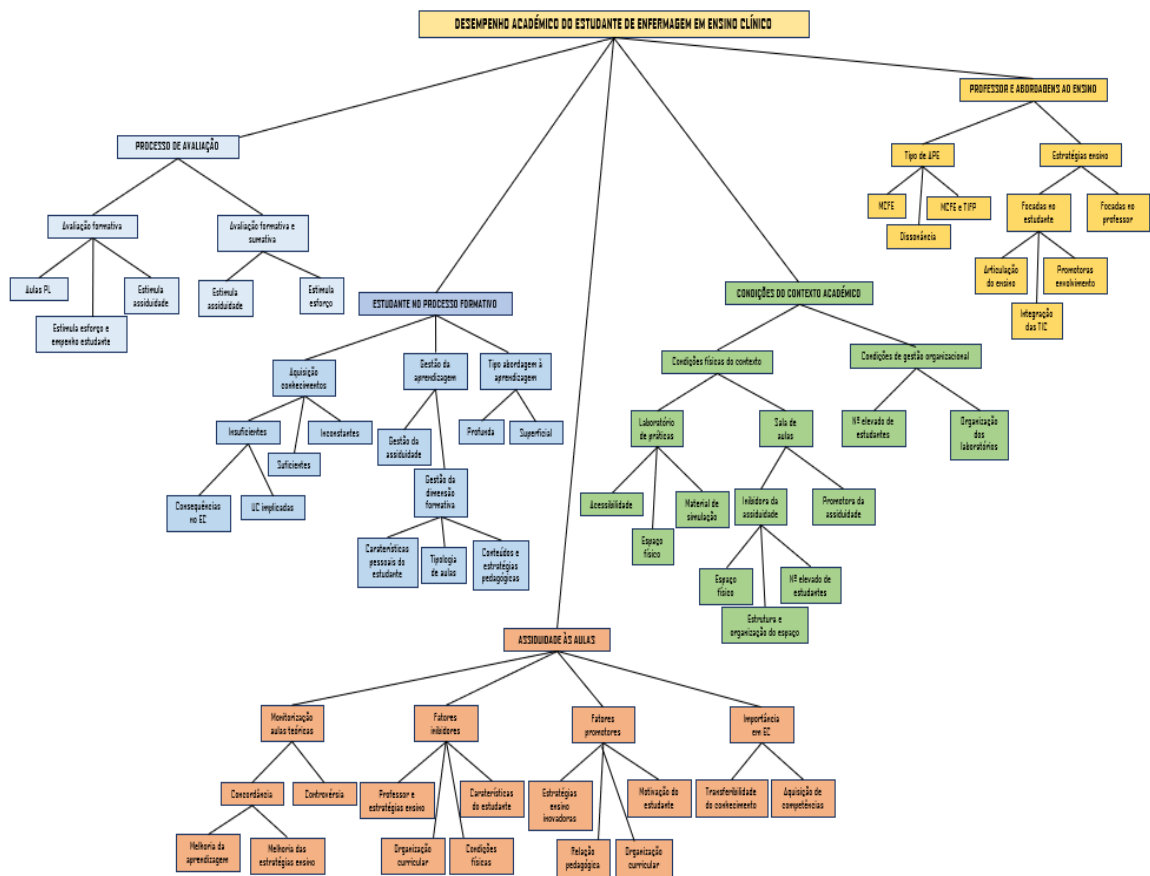 DESEMPENHO ACADÉMICO DO ESTUDANTE DE ENFERMAGEM EM ENSINO CLÍNICO
PROFESSOR E ABORDAGENS AO ENSINO
Tipo de APE
Estratégias ensino
MCFE
MCFE e TIFP
Dissonância
Focadas no
estudante
Focadas no
professor
Articulação
do ensino
Promotoras
envolvimento
Integração
das TIC
PROCESSO DE AVALIAÇÃO
Avaliação formativa
Avaliação formativa e
sumativa
Aulas PL
Estimula esforço e
empenho estudante
Estimula
assiduidade
Estimula
assiduidade
Estimula
esforço
ESTUDANTE NO PROCESSO FORMATIVO
Aquisição
conhecimentos
Gestão da
aprendizagem
Tipo abordagem à
aprendizagem
Insuficientes
Suficientes
Inconstantes
Consequências
no EC
UC implicadas
Gestão da
assiduidade
Gestão da
dimensão
formativa
Profunda
Superficial
Caraterísticas
pessoais do
estudante
Tipologia
de aulas
Conteúdos e
estratégias
pedagógicas
CONDIÇÕES DO CONTEXTO ACADÉMICO
Condições físicas do contexto
Condições de gestão organizacional
Laboratório
de práticas
Sala de
aulas
Nº elevado de
estudantes
Organização
dos
laboratórios
Acessibilidade
Espaço
físico
Material de
simulação
Inibidora da
assiduidade
Promotora da
assiduidade
Espaço
físico
Estrutura e
organização do espaço
Nº elevado de
estudantes
ASSIDUIDADE ÀS AULAS
Monitorização
aulas teóricas
Fatores
inibidores
Fatores
promotores
Importância
em EC
Concordância
Controvérsia
Melhoria da
aprendizagem
Melhoria das
estratégias ensino
Professor e
estratégias ensino
Caraterísticas
do estudante
Organização
curricular
Condições
físicas
Estratégias
ensino
inovadoras
Motivação do
estudante
Relação
pedagógica
Organização
curricular
Transferibilidade
do conhecimento
Aquisição de
competências